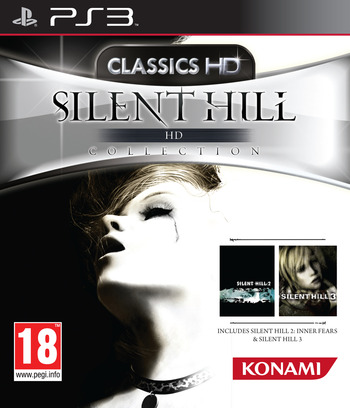 PS3
CLASSICS HD
SILENT HILL
HD
COLLECTION
SILENT HILL 2
SILENT HILL 3
INCLUDES SILENT HILL 2: INNER FEARS
& SILENT HILL 3
18
www.pegi.info
KONAMI